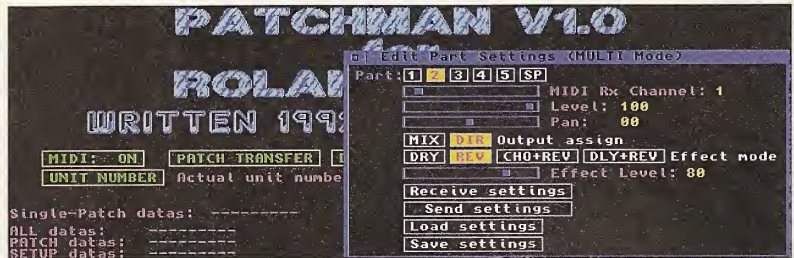 PATCHMAN V1.0
for
ROLA
WRITTEN 1992
MIDI: ON
PATCH TRANSFER
UNIT NUMBER
Actual unit numbe
Single-Patch datas: ---------
ALL datas: ---------
PATCH datas: ---------
SETUP datas: ---------
Edit Part Settings (MULTI Mode)
Part: 1 2 3 4 5 SP
MIDI Rx Channel: 1
Level: 100
Pan: 00
MIX DIR Output assign
DRY REV CHO+REV DLY+REV Effect mode
Effect Level: 80
Receive settings
Send settings
Load settings
Save settings